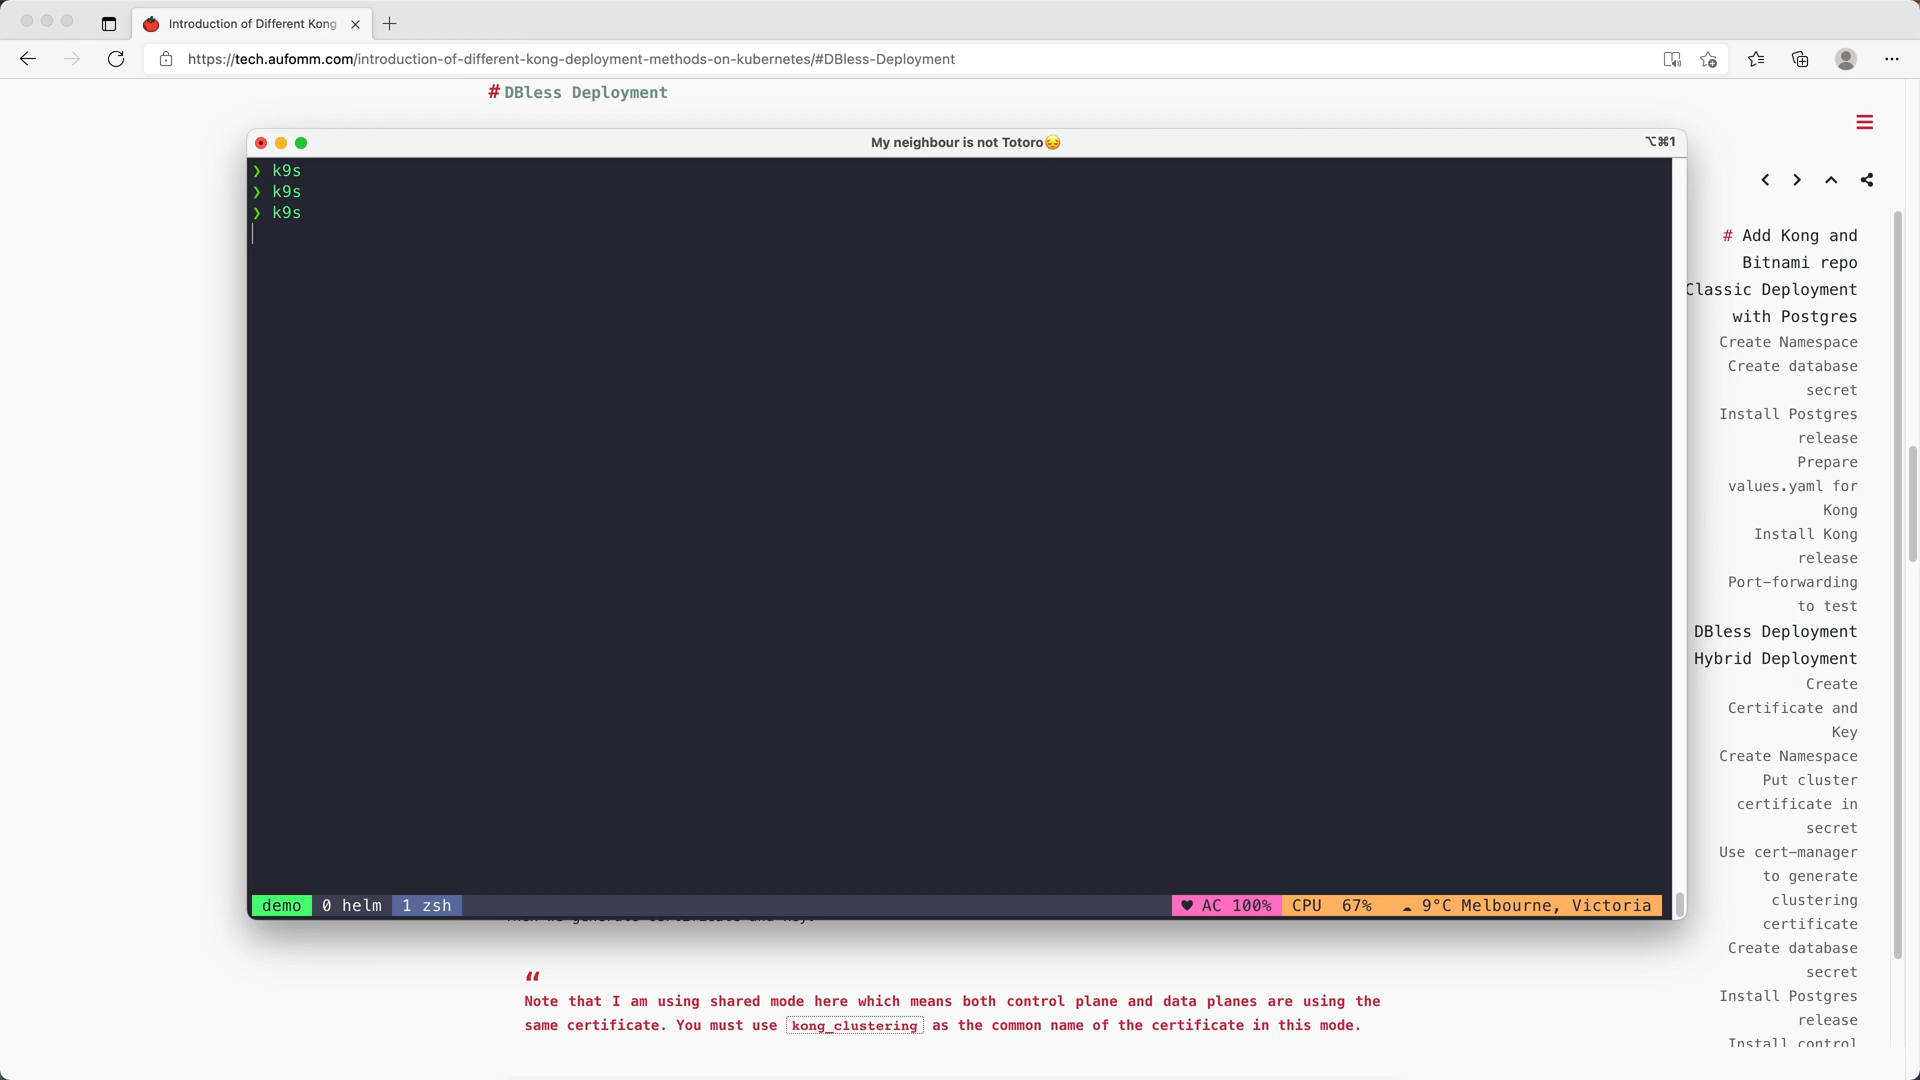 Introduction of Different Kong
https://tech.aufomm.com/introduction-of-different-kong-deployment-methods-on-kubernetes/#DBless-Deployment
# DBless Deployment
My neighbour is not Totoro😔
⌥⌘1
❯ k9s
❯ k9s
❯ k9s
demo 0 helm 1 zsh
♥ AC 100% CPU 67% ☁ 9°C Melbourne, Victoria
“
Note that I am using shared mode here which means both control plane and data planes are using the
same certificate. You must use kong_clustering as the common name of the certificate in this mode.
# Add Kong and
Bitnami repo
Classic Deployment
with Postgres
Create Namespace
Create database
secret
Install Postgres
release
Prepare
values.yaml for
Kong
Install Kong
release
Port-forwarding
to test
DBless Deployment
Hybrid Deployment
Create
Certificate and
Key
Create Namespace
Put cluster
certificate in
secret
Use cert-manager
to generate
clustering
certificate
Create database
secret
Install Postgres
release
Install control